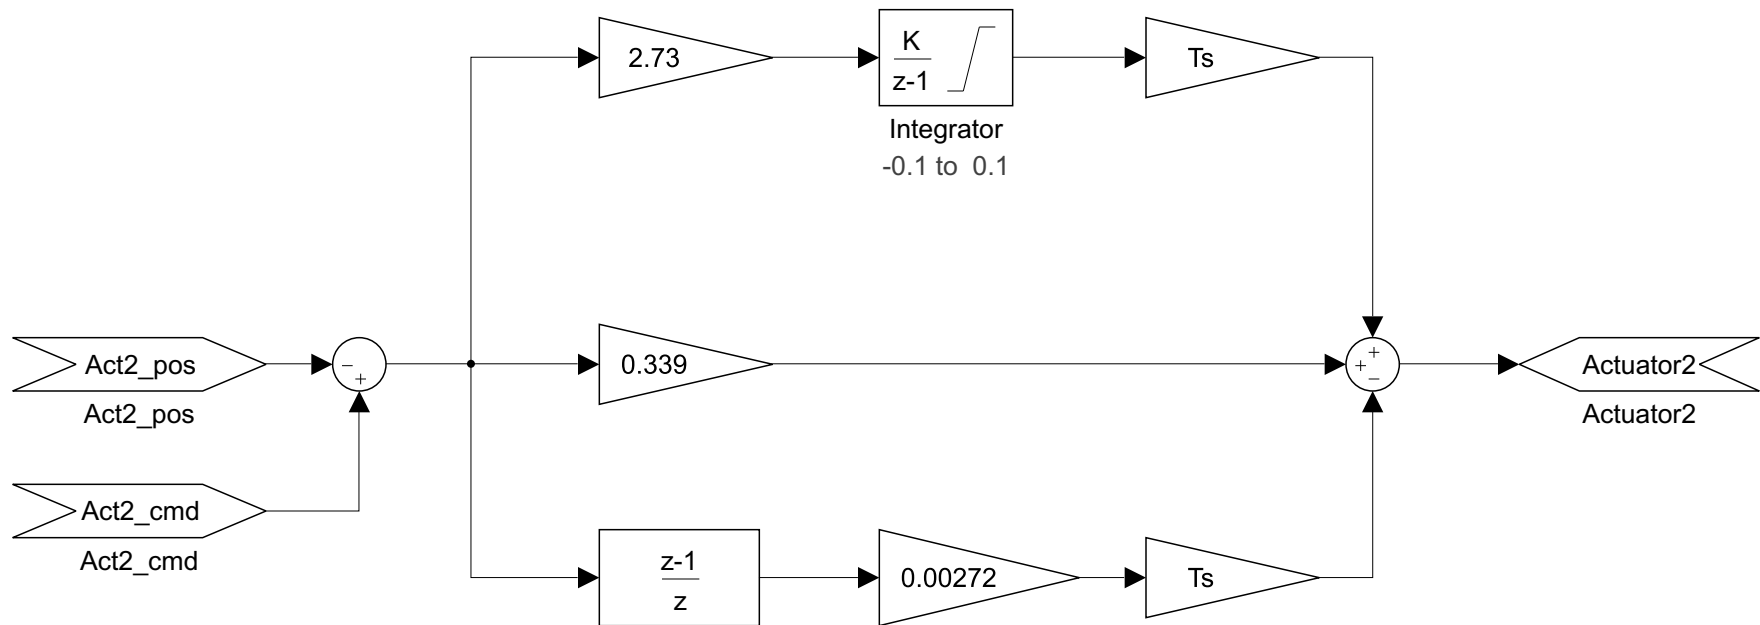 2.73
K
z-1
Ts
Integrator
-0.1 to  0.1
Act2_pos
Act2_pos
−
+
0.339
+
+
−
Actuator2
Actuator2
Act2_cmd
Act2_cmd
z-1
z
0.00272
Ts